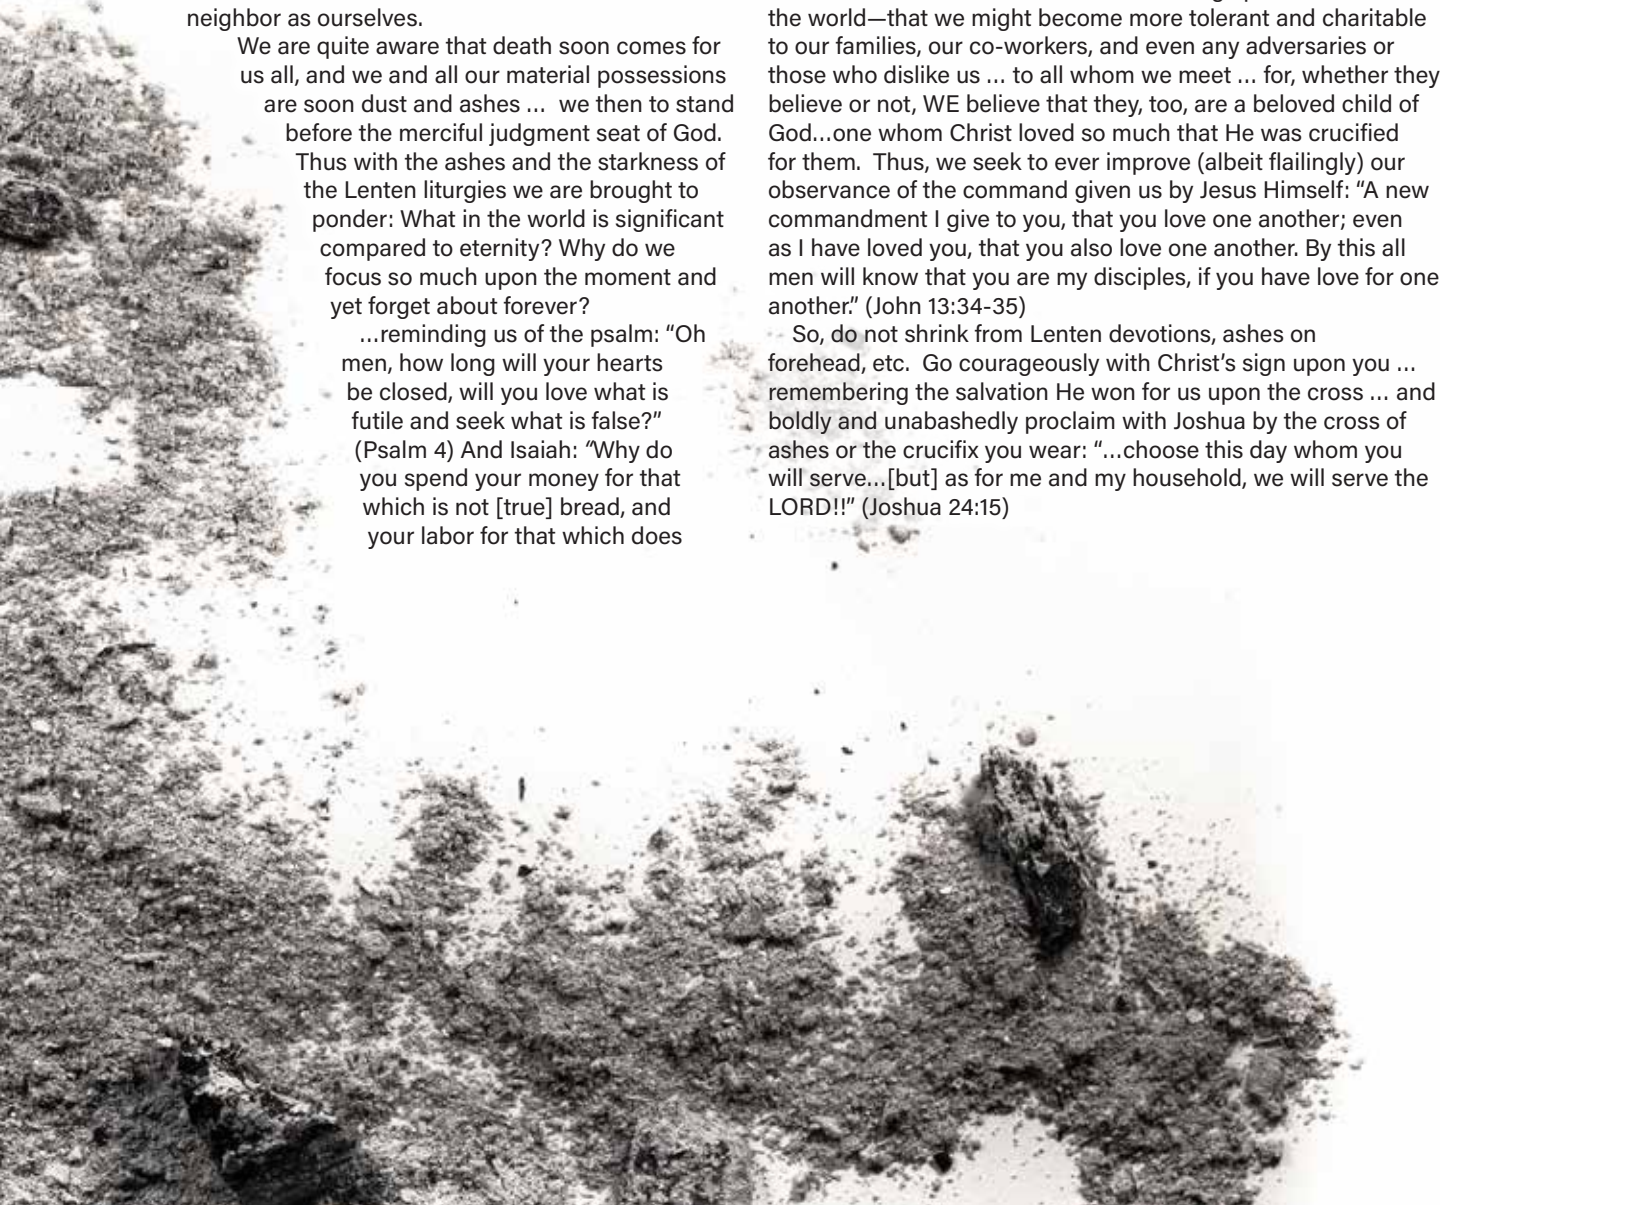 neighbor as ourselves.
We are quite aware that death soon comes for
us all, and we and all our material possessions
are soon dust and ashes … we then to stand
before the merciful judgment seat of God.
Thus with the ashes and the starkness of
the Lenten liturgies we are brought to
ponder: What in the world is significant
compared to eternity? Why do we
focus so much upon the moment and
yet forget about forever?
…reminding us of the psalm: “Oh
men, how long will your hearts
be closed, will you love what is
futile and seek what is false?”
(Psalm 4) And Isaiah: “Why do
you spend your money for that
which is not [true] bread, and
your labor for that which does
the world—that we might become more tolerant and charitable
to our families, our co-workers, and even any adversaries or
those who dislike us … to all whom we meet … for, whether they
believe or not, WE believe that they, too, are a beloved child of
God…one whom Christ loved so much that He was crucified
for them.  Thus, we seek to ever improve (albeit flailingly) our
observance of the command given us by Jesus Himself: “A new
commandment I give to you, that you love one another; even
as I have loved you, that you also love one another. By this all
men will know that you are my disciples, if you have love for one
another.” (John 13:34-35)
So, do not shrink from Lenten devotions, ashes on
forehead, etc.  Go courageously with Christ’s sign upon you …
remembering the salvation He won for us upon the cross … and
boldly and unabashedly proclaim with Joshua by the cross of
ashes or the crucifix you wear: “…choose this day whom you
will serve…[but] as for me and my household, we will serve the
LORD!!” (Joshua 24:15)